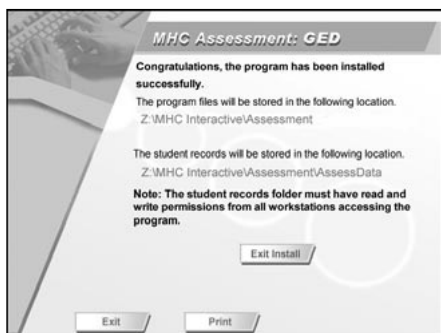 MHC Assessment: GED
Congratulations, the program has been installed
successfully.
The program files will be stored in the following location.
Z:\MHC Interactive\Assessment
The student records will be stored in the following location.
Z:\MHC Interactive\Assessment\AssessData
Note: The student records folder must have read and
write permissions from all workstations accessing the
program.
Exit Install
Exit
Print